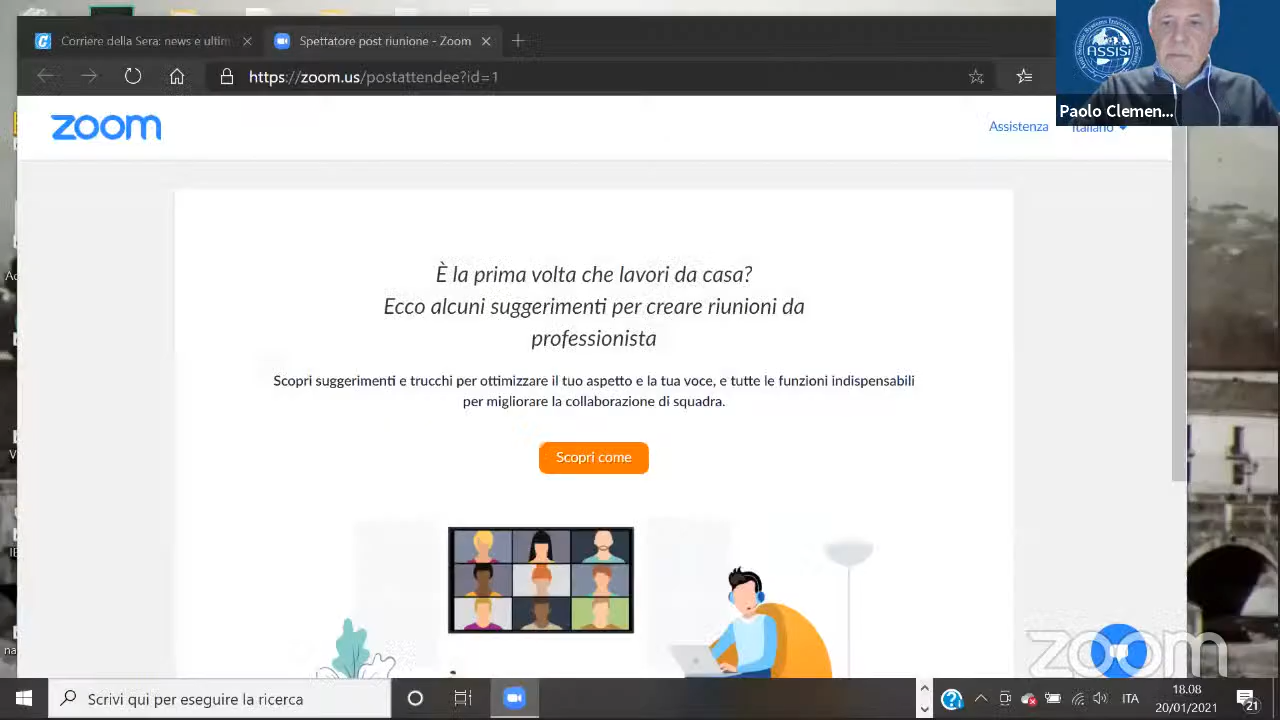 Corriere della Sera: news e ultim
Spettatore post riunione - Zoom
https://zoom.us/postattendee?id=1
ASSISi
Paolo Clemen...
zoom
Assistenza
Italiano
È la prima volta che lavori da casa?
Ecco alcuni suggerimenti per creare riunioni da
professionista
Scopri suggerimenti e trucchi per ottimizzare il tuo aspetto e la tua voce, e tutte le funzioni indispensabili
per migliorare la collaborazione di squadra.
Scopri come
zoom
Scrivi qui per eseguire la ricerca
ITA
18.08
20/01/2021
21